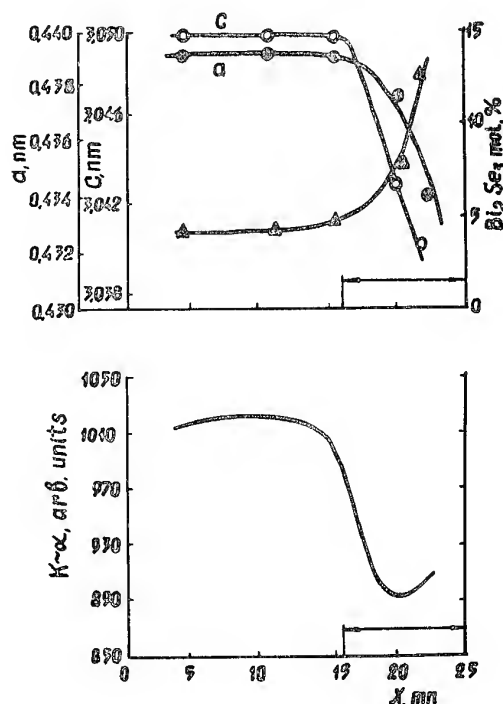 C
a
a, nm
0,440
0,438
0,436
0,434
0,432
0,430
C, nm
3,050
3,046
3,042
3,038
15
10
5
0
Bi₂Se₃ mol.%
K~α, arb. units
1050
1010
970
930
890
850
0 5 10 15 20 25
X, mm